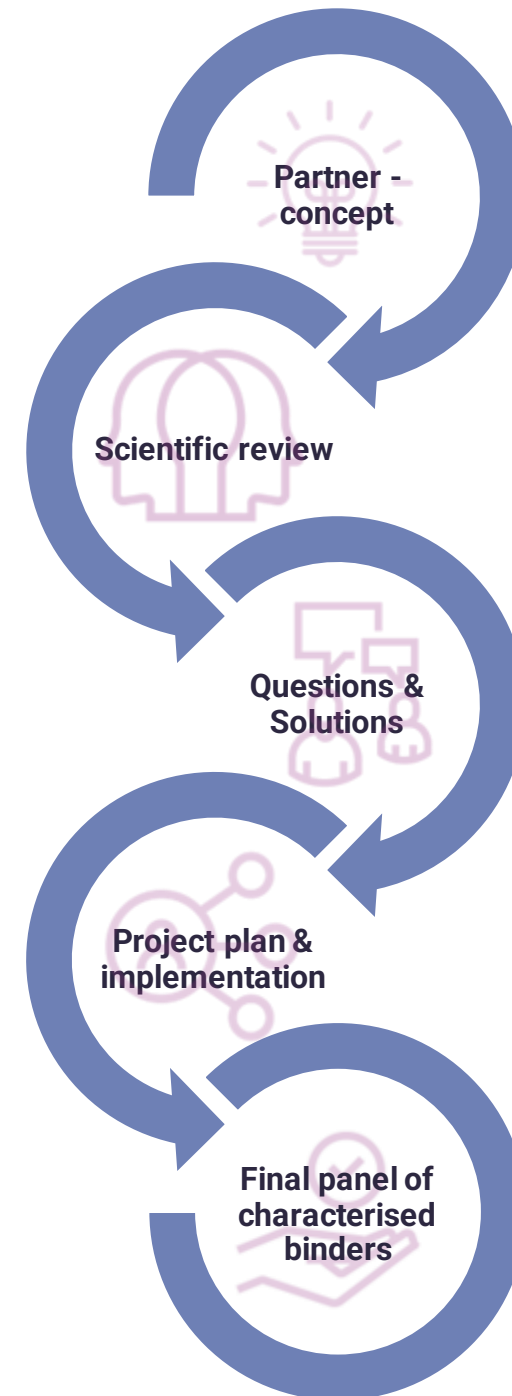 Partner -
concept
Scientific review
Questions &
Solutions
Project plan &
implementation
Final panel of
characterised
binders